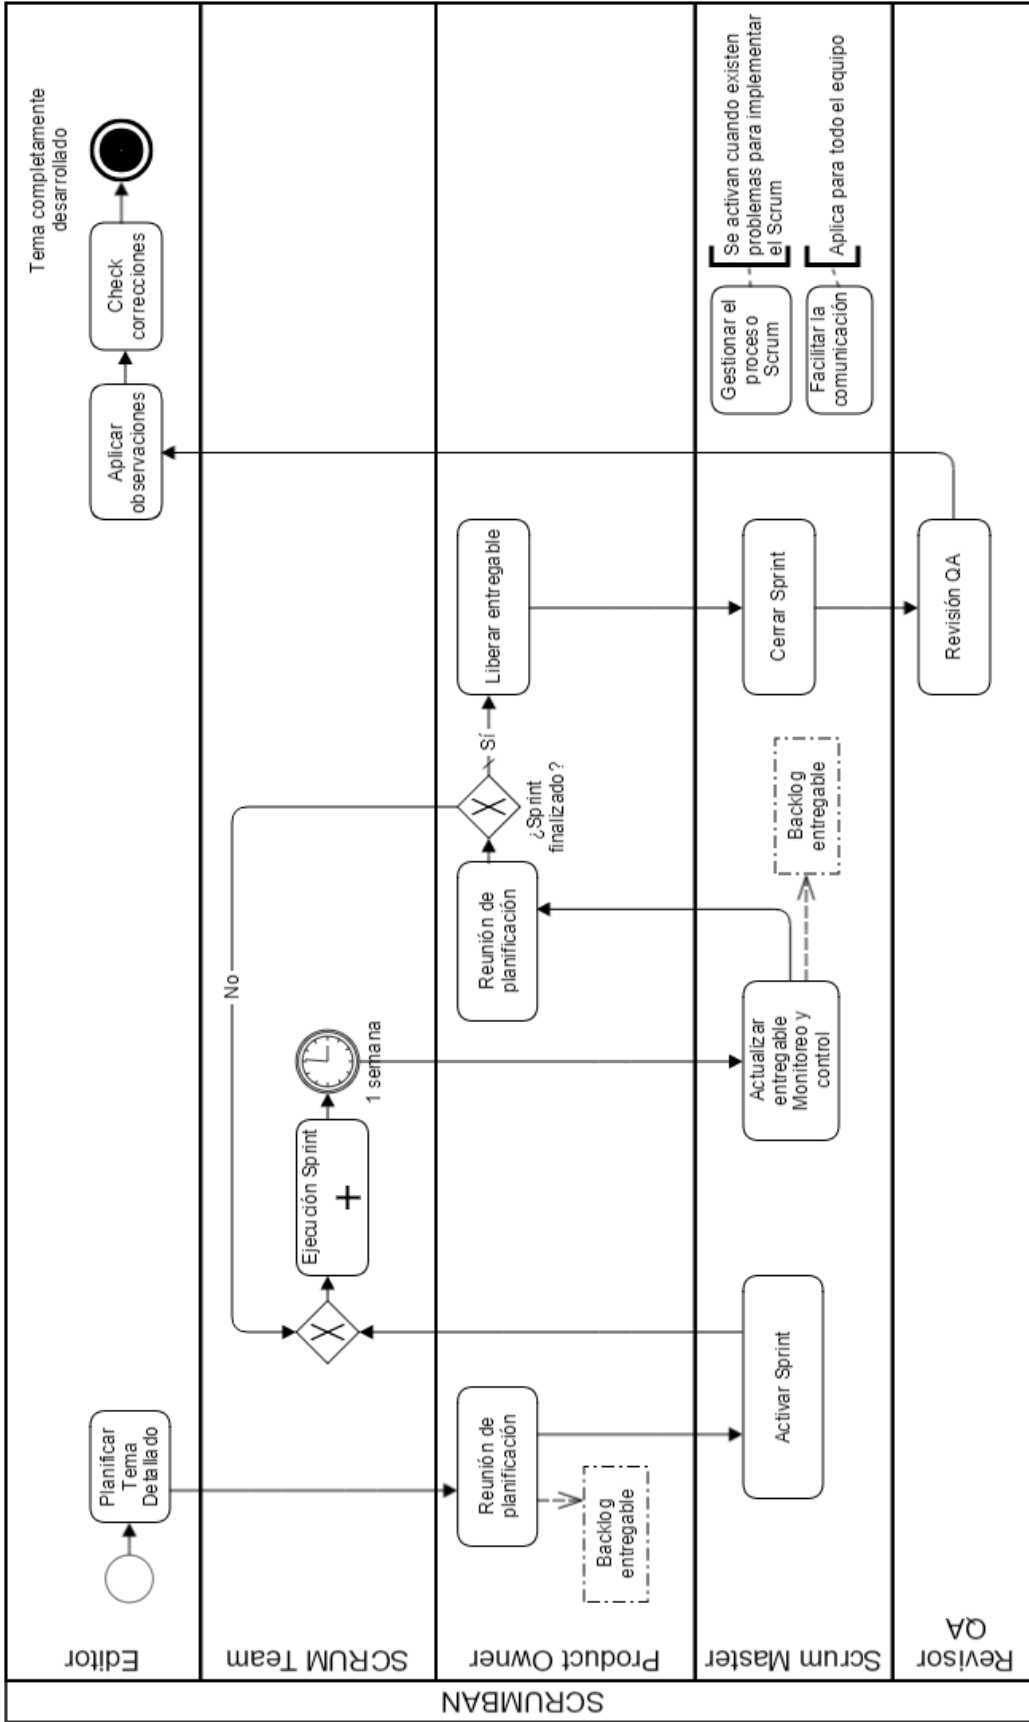 SCRUMBAN
Editor
Planificar
Tema
Detallado
Aplicar
observaciones
Check
correcciones
Tema completamente
desarrollado
SCRUM Team
Ejecución Sprint
1 semana
No
Product Owner
Reunión de
planificación
Backlog
entregable
Reunión de
planificación
¿Sprint
finalizado?
Sí
Liberar entregable
Scrum Master
Activar Sprint
Actualizar
entregable
Monitoreo y
control
Backlog
entregable
Cerrar Sprint
Gestionar el
proceso
Scrum
Se activan cuando existen
problemas para implementar
el Scrum
Facilitar la
comunicación
Aplica para todo el equipo
Revisor
QA
Revisión QA